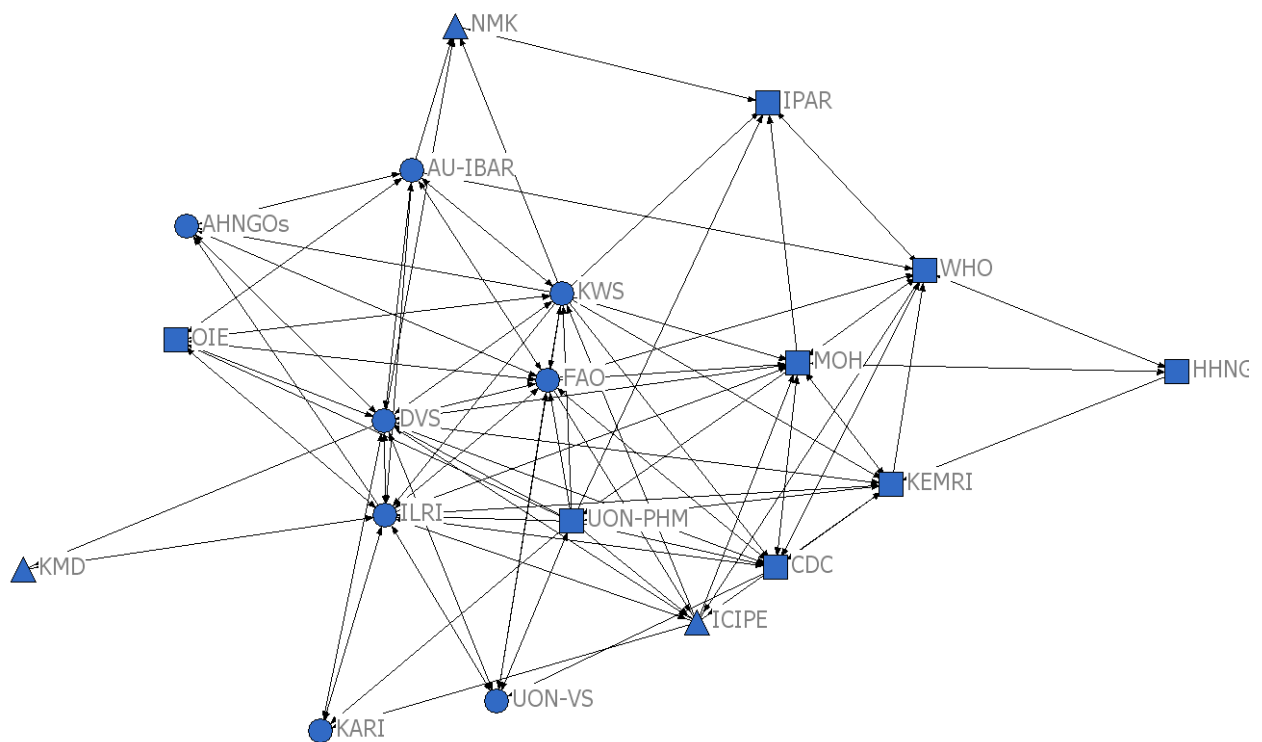 NMK
IPAR
AU-IBAR
AHNGOs
WHO
KWS
OIE
MOH
HHNG
FAO
DVS
KEMRI
ILRI
UON-PHM
KMD
CDC
ICIPE
UON-VS
KARI